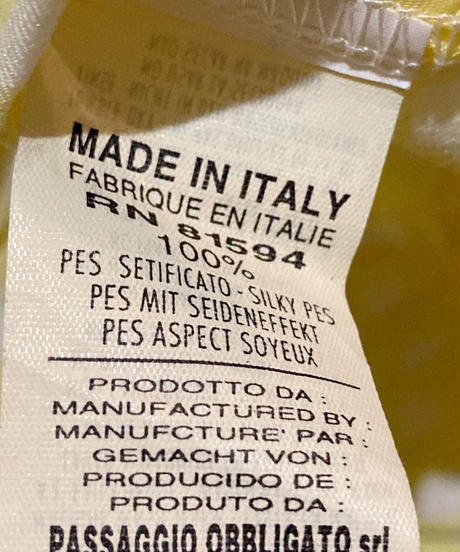 MADE IN ITALY
FABRIQUE EN ITALIE
RN 81594
100%
PES SETIFICATO - SILKY PES
PES MIT SEIDENEFFEKT
PES ASPECT SOYEUX
PRODOTTO DA :
MANUFACTURED BY :
MANUFCTURE' PAR :
GEMACHT VON :
PRODUCIDO DE :
PRODUTO DA :
PASSAGGIO OBBLIGATO srl